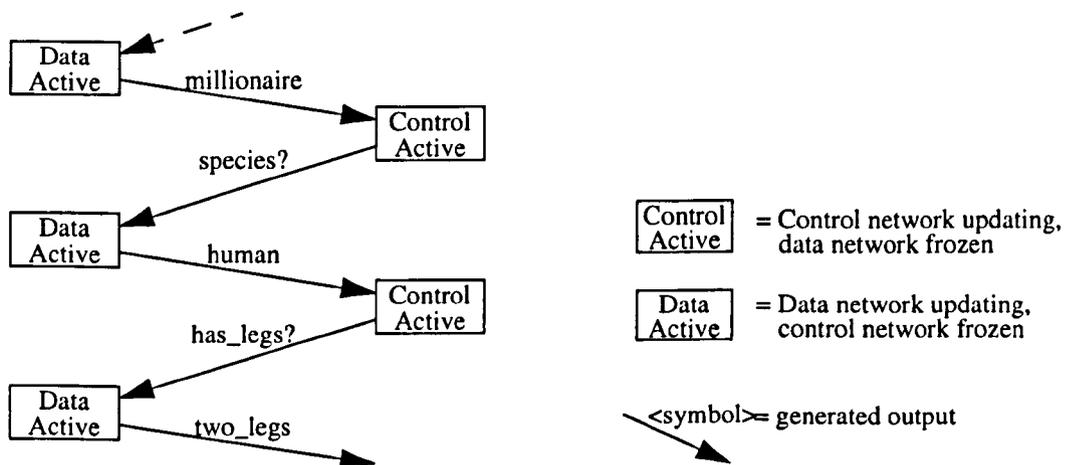 Data
Active
millionaire
Control
Active
species?
Data
Active
human
Control
Active
has_legs?
Data
Active
two_legs
Control
Active
= Control network updating,
data network frozen
Data
Active
= Data network updating,
control network frozen
<symbol>= generated output